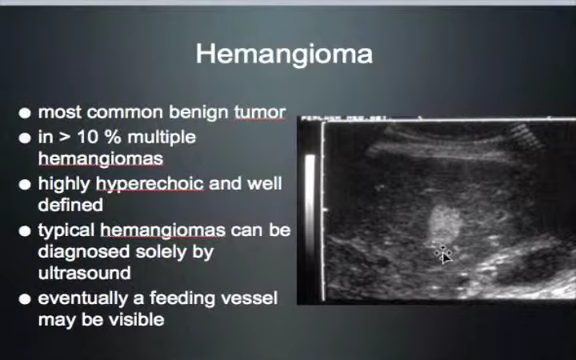 Hemangioma
● most common benign tumor
● in > 10 % multiple
hemangiomas
● highly hyperechoic and well
defined
● typical hemangiomas can be
diagnosed solely by
ultrasound
● eventually a feeding vessel
may be visible